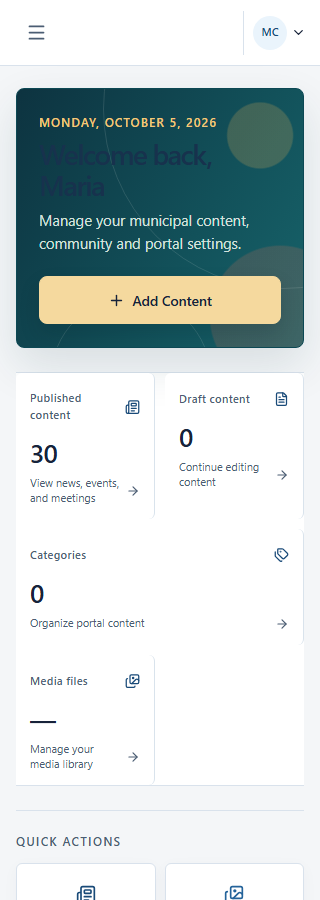 MC
MONDAY, OCTOBER 5, 2026
Welcome back,
Maria
Manage your municipal content,
community and portal settings.
Add Content
Published
content
30
View news, events,
and meetings
Draft content
0
Continue editing
content
Categories
0
Organize portal content
Media files
—
Manage your
media library
QUICK ACTIONS